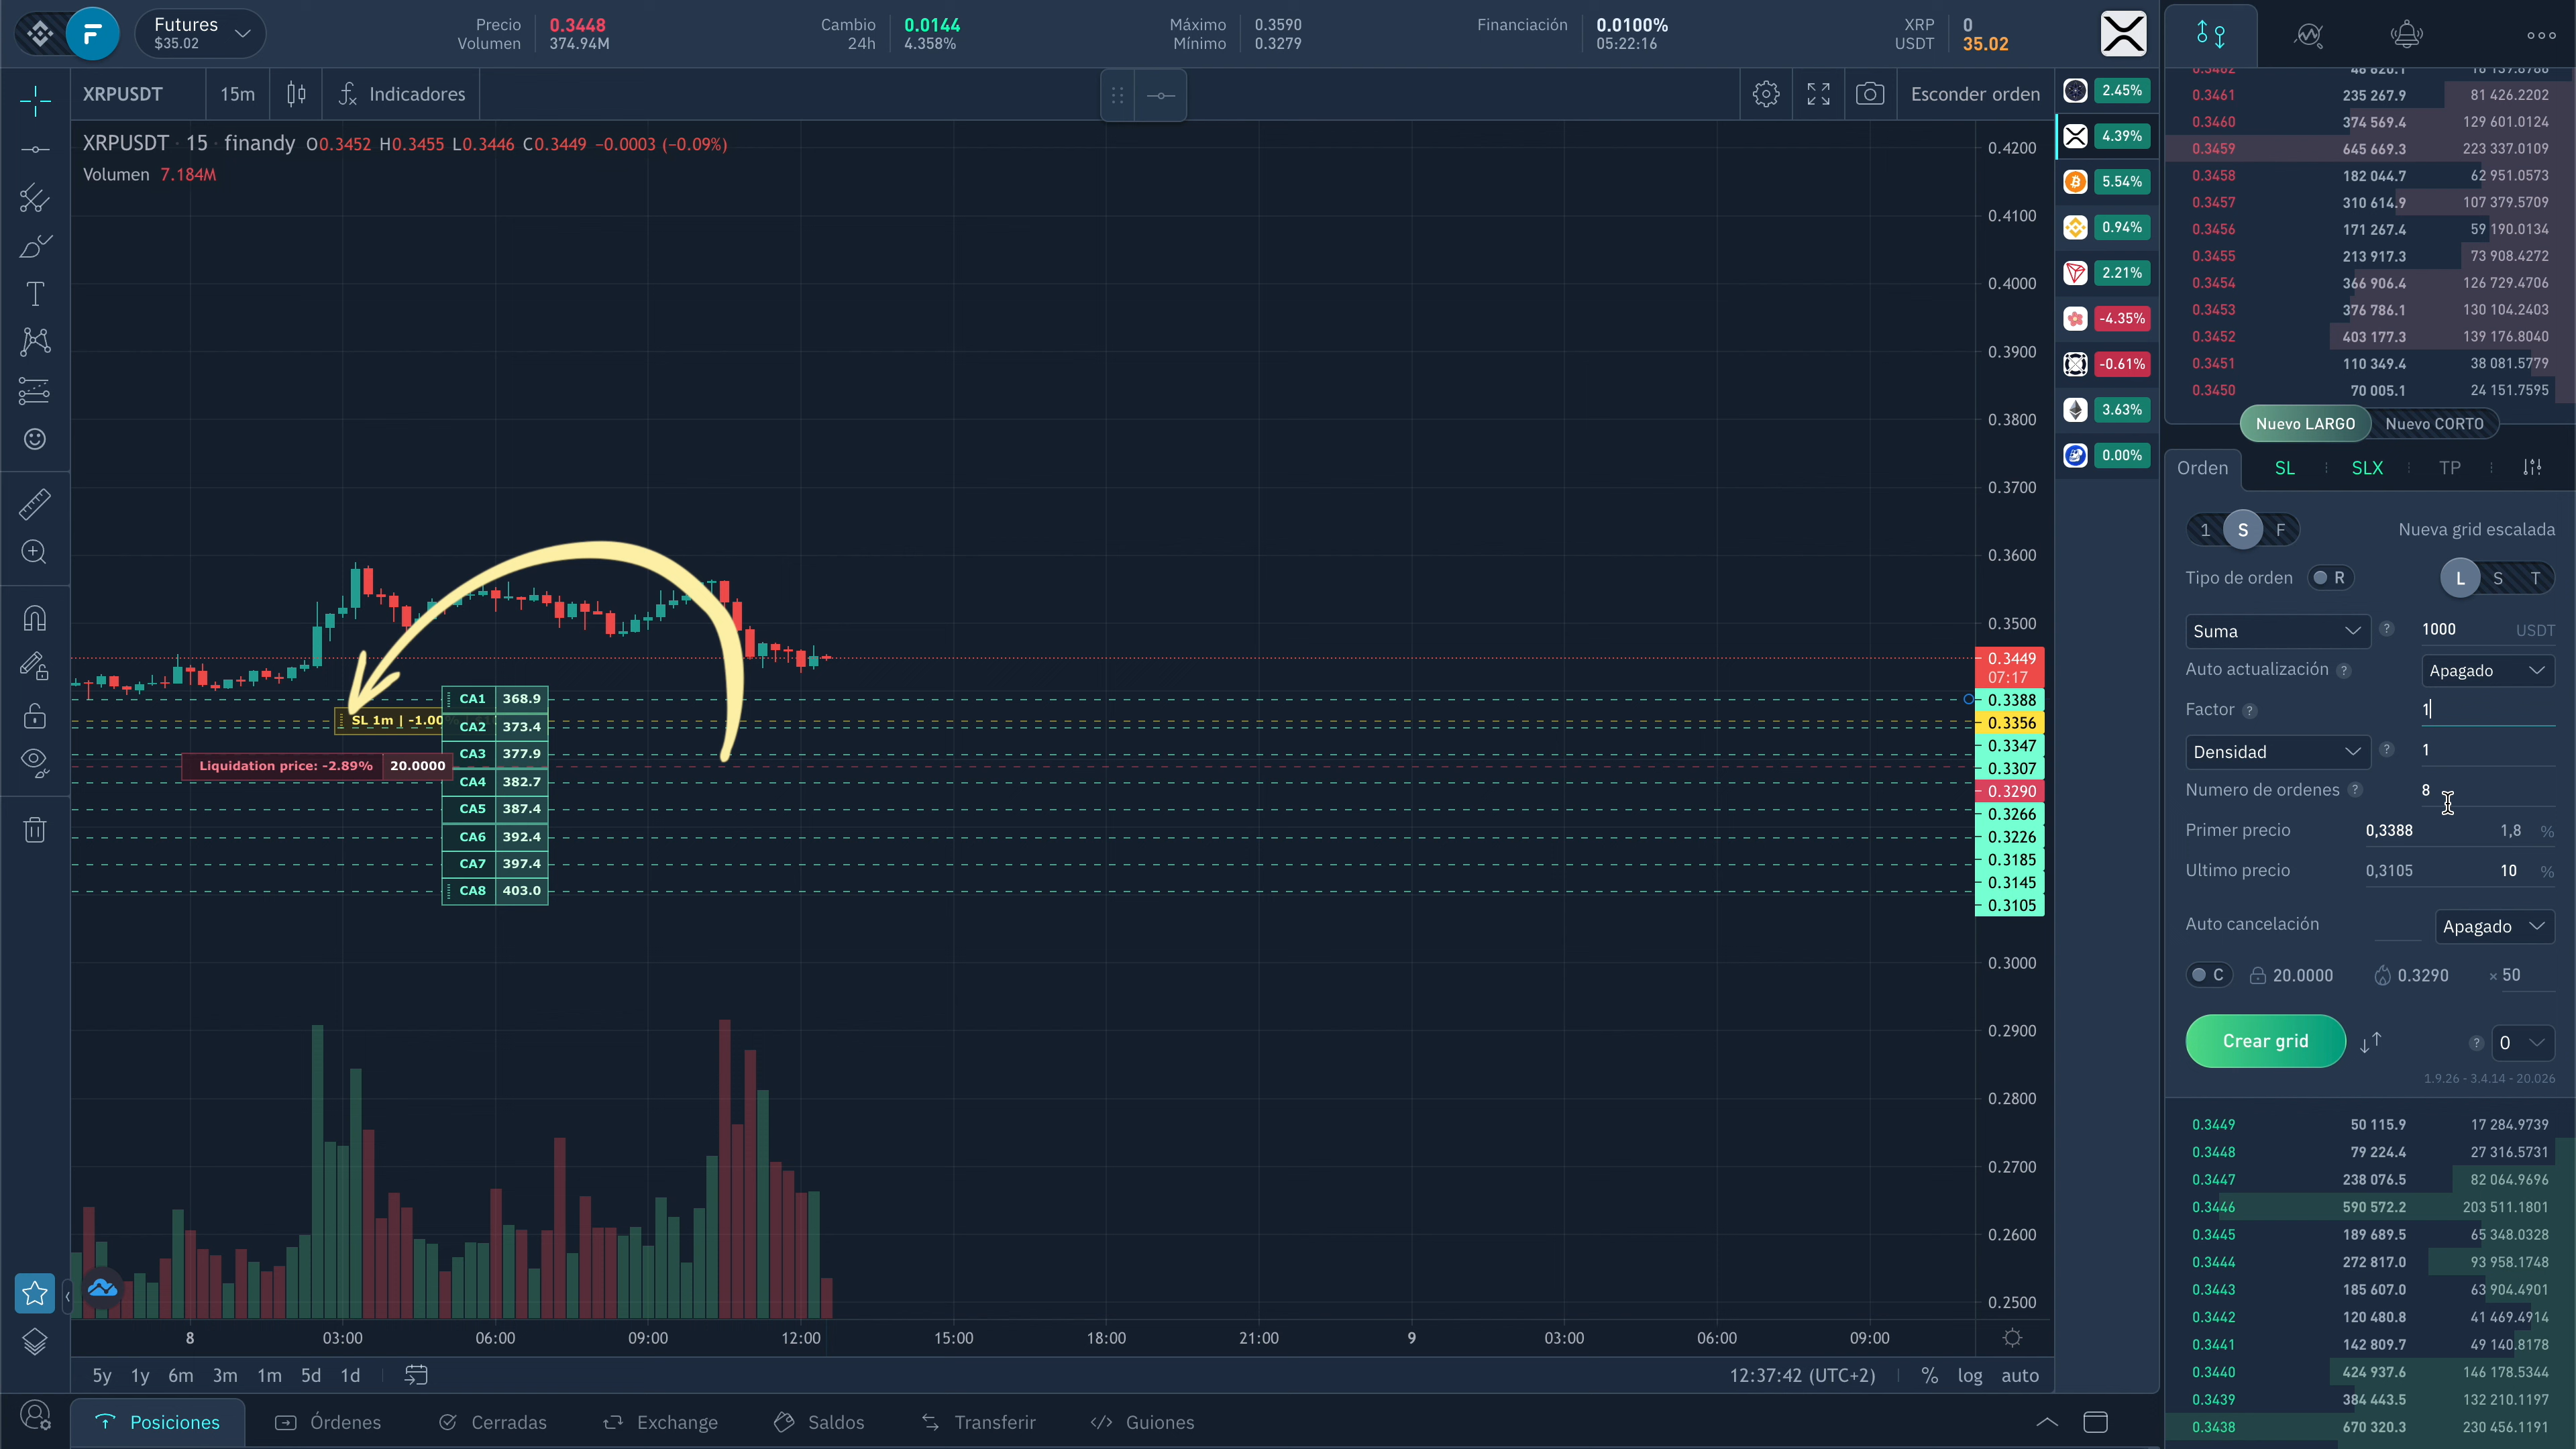 Futures
$35.02
Precio 0.3448
Volumen 374.94M
Cambio 0.0144
24h 4.358%
Máximo 0.3590
Mínimo 0.3279
Financiación 0.0100%
05:22:16
XRP 0
USDT 35.02
XRPUSDT 15m Indicadores Esconder orden
XRPUSDT · 15 finandy O0.3452 H0.3455 L0.3446 C0.3449 −0.0003 (−0.09%)
Volumen 7.184M
0.4200
0.4100
0.4000
0.3900
0.3800
0.3700
0.3600
0.3500
0.3449
07:17
0.3388
0.3356
0.3347
0.3307
0.3290
0.3266
0.3226
0.3185
0.3145
0.3105
0.3000
0.2900
0.2800
0.2700
0.2600
0.2500
CA1 368.9
SL 1m | -1.00
CA2 373.4
CA3 377.9
Liquidation price: -2.89% 20.0000
CA4 382.7
CA5 387.4
CA6 392.4
CA7 397.4
CA8 403.0
8 03:00 06:00 09:00 12:00 15:00 18:00 21:00 9 03:00 06:00 09:00
5y 1y 6m 3m 1m 5d 1d
12:37:42 (UTC+2) % log auto
Posiciones Órdenes Cerradas Exchange Saldos Transferir Guiones
2.45%
4.39%
5.54%
0.94%
2.21%
-4.35%
-0.61%
3.63%
0.00%
0.3461 235 267.9 81 426.2202
0.3460 374 569.4 129 601.0124
0.3459 645 669.3 223 337.0109
0.3458 182 044.7 62 951.0573
0.3457 310 614.9 107 379.5709
0.3456 171 267.4 59 190.0134
0.3455 213 917.3 73 908.4272
0.3454 366 906.4 126 729.4706
0.3453 376 786.1 130 104.2403
0.3452 403 177.3 139 176.8040
0.3451 110 349.4 38 081.5779
0.3450 70 005.1 24 151.7595
Nuevo LARGO Nuevo CORTO
Orden SL SLX TP
1 S F Nueva grid escalada
Tipo de orden R L S T
Suma ? 1000 USDT
Auto actualización ? Apagado
Factor ? 1
Densidad ? 1
Numero de ordenes ? 8
Primer precio 0,3388 1,8 %
Ultimo precio 0,3105 10 %
Auto cancelación Apagado
C 20.0000 0.3290 × 50
Crear grid ? 0
1.9.26 - 3.4.14 - 20.026
0.3449 50 115.9 17 284.9739
0.3448 79 224.4 27 316.5731
0.3447 238 076.5 82 064.9696
0.3446 590 572.2 203 511.1801
0.3445 189 689.5 65 348.0328
0.3444 272 817.0 93 958.1748
0.3443 185 607.0 63 904.4901
0.3442 120 480.8 41 469.4914
0.3441 142 809.7 49 140.8178
0.3440 424 937.6 146 178.5344
0.3439 384 443.5 132 210.1197
0.3438 670 320.3 230 456.1191